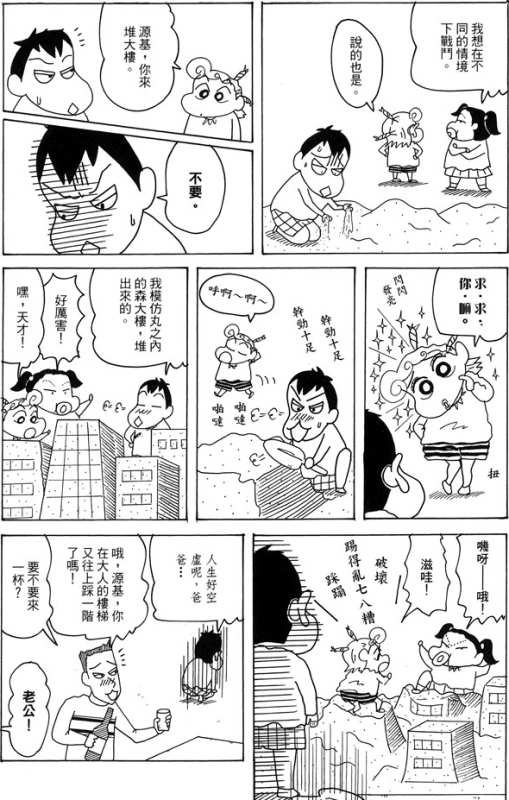 我想在不
同的情境
下戰鬥。
說的也是。
源基，你來
堆大樓。
不要。
求．求．
你．嘛。
閃閃
發亮
扭
呼啊～啊～
幹勁十足
幹勁十足
啪噠
啪噠
我模仿丸之內
的森大樓，堆
出來的。
好厲害！
嘿，天才！
嘰呀—哦！
滋哇！
破壞
踢得亂七八糟
人生好空
虛呢，爸
爸…
哦，源基，你
在大人的樓梯
又往上踩一階
了嗎！
要不要來
一杯？
老公！